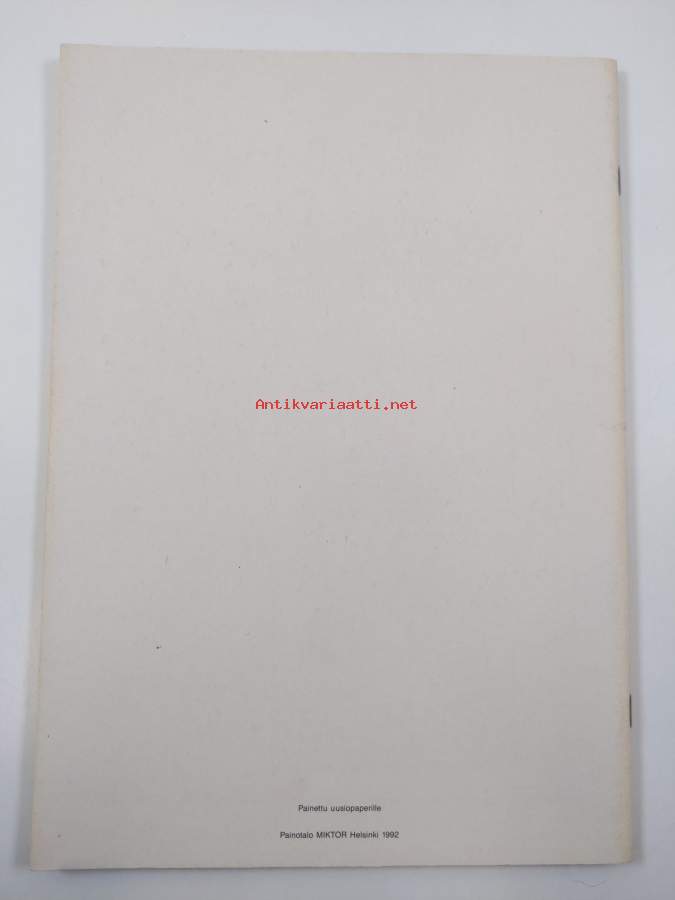 Antikvariaatti.net
Painettu uusiopaperille
Painotalo MIKTOR Helsinki 1992